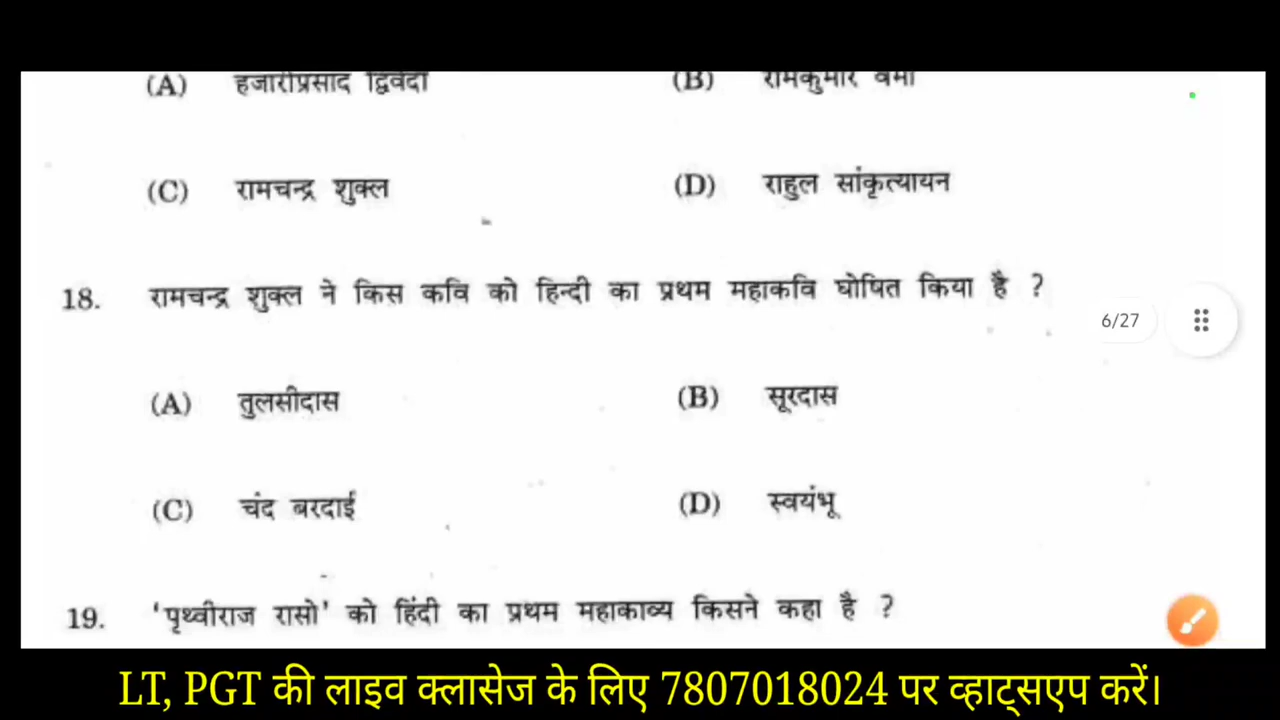 (A) हजारीप्रसाद द्विवेदी (B) रामकुमार वर्मा
(C) रामचन्द्र शुक्ल (D) राहुल सांकृत्यायन
18. रामचन्द्र शुक्ल ने किस कवि को हिन्दी का प्रथम महाकवि घोषित किया है ?
6/27
(A) तुलसीदास (B) सूरदास
(C) चंद बरदाई (D) स्वयंभू
19. 'पृथ्वीराज रासो' को हिंदी का प्रथम महाकाव्य किसने कहा है ?
LT, PGT की लाइव क्लासेज के लिए 7807018024 पर व्हाट्सएप करें।